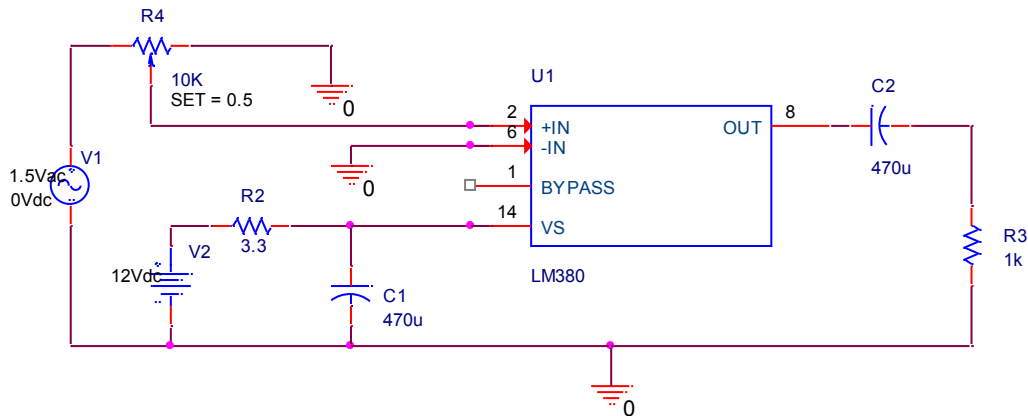 R4
10K
SET = 0.5
0
U1
C2
2
+IN
OUT
8
6
-IN
470u
0
V1
1.5Vac
0Vdc
1
BYPASS
R2
3.3
14
VS
R3
1k
V2
12Vdc
LM380
C1
470u
0